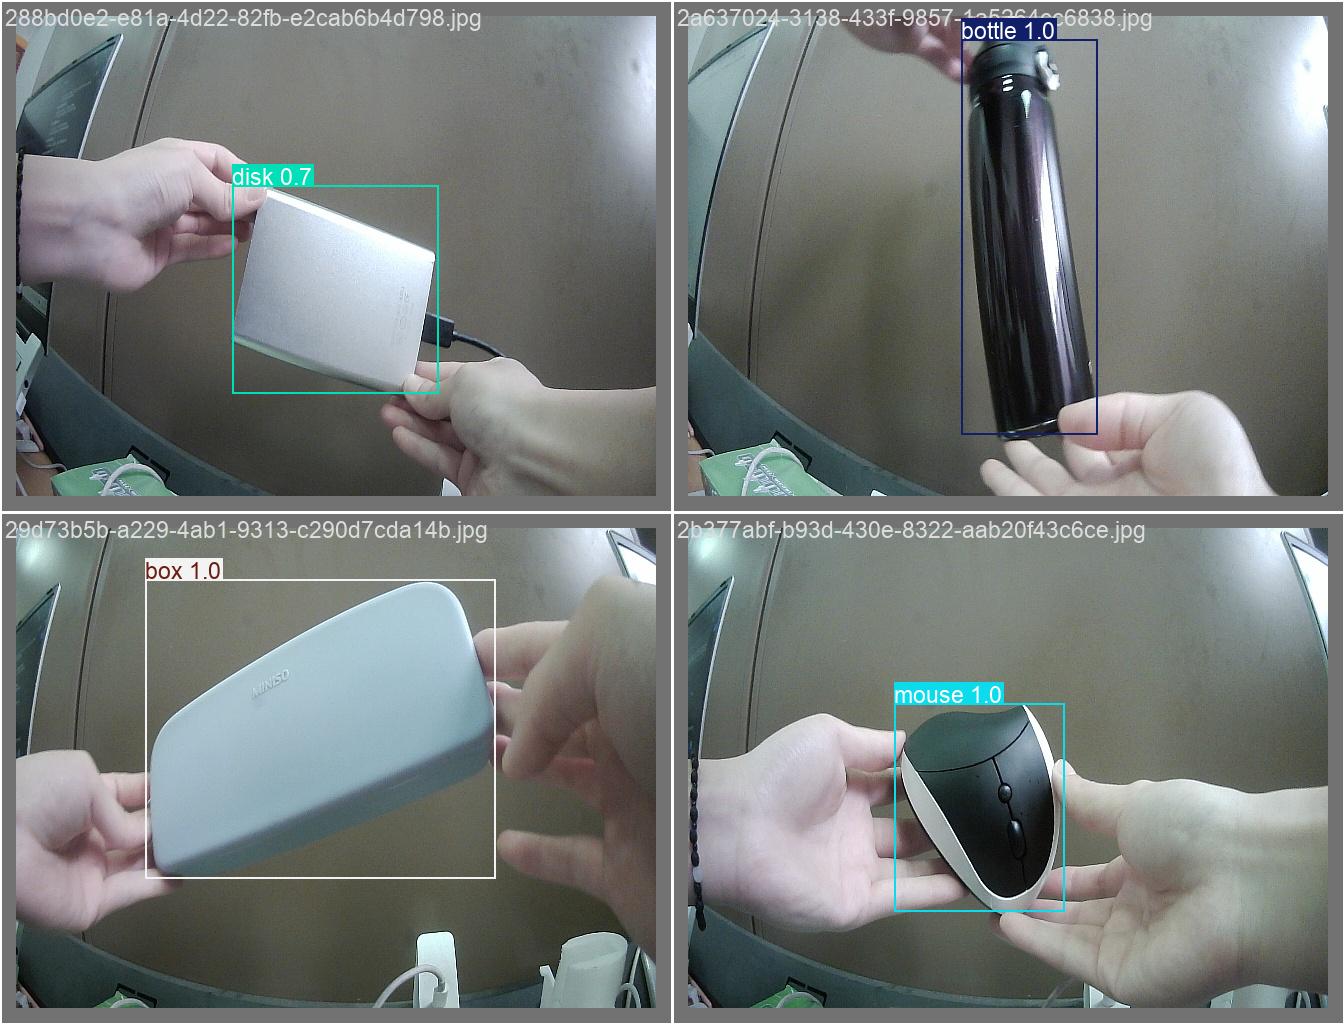 288bd0e2-e81a-4d22-82fb-e2cab6b4d798.jpg
disk 0.7
bottle 1.0
29d73b5b-a229-4ab1-9313-c290d7cda14b.jpg
box 1.0
MINISO
2b377abf-b93d-430e-8322-aab20f43c6ce.jpg
mouse 1.0